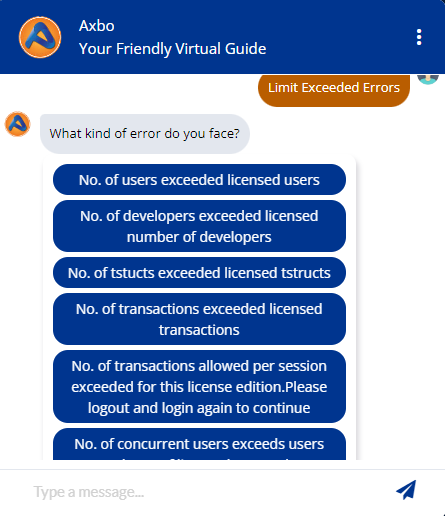 Axbo
Your Friendly Virtual Guide
Limit Exceeded Errors
What kind of error do you face?
No. of users exceeded licensed users
No. of developers exceeded licensed
number of developers
No. of tstucts exceeded licensed tstructs
No. of transactions exceeded licensed
transactions
No. of transactions allowed per session
exceeded for this license edition.Please
logout and login again to continue
No. of concurrent users exceeds users
Type a message...